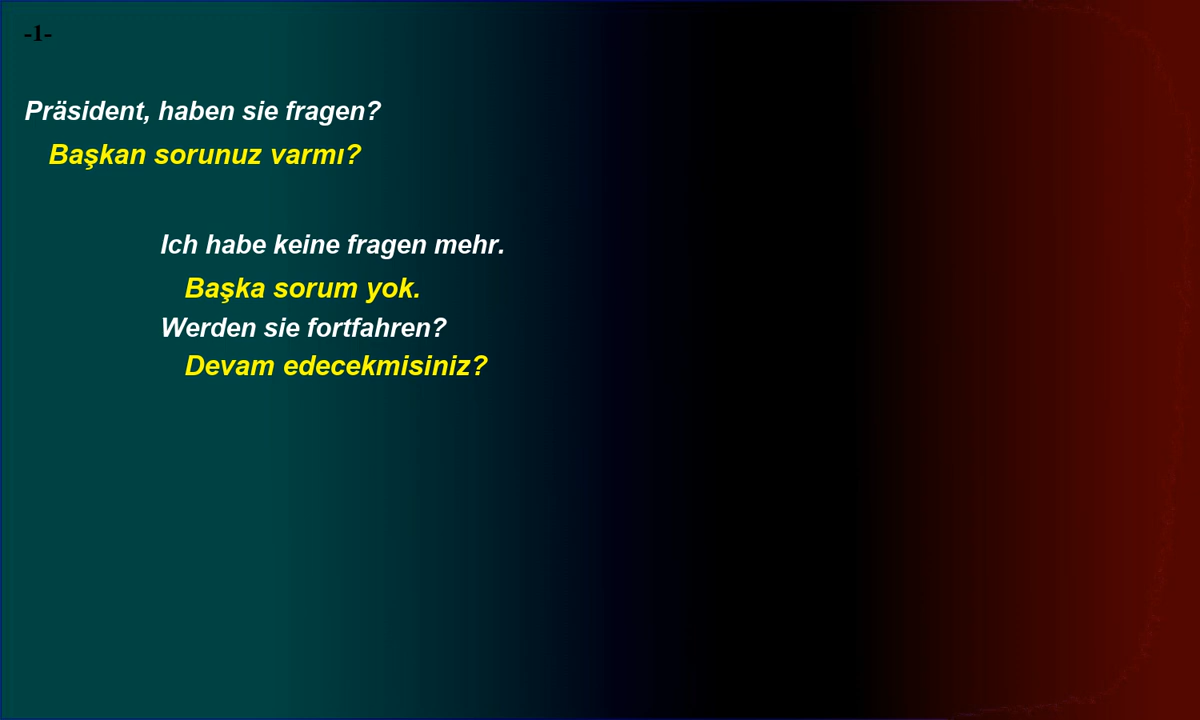 -1-
Präsident, haben sie fragen?
Başkan sorunuz varmı?
Ich habe keine fragen mehr.
Başka sorum yok.
Werden sie fortfahren?
Devam edecekmisiniz?